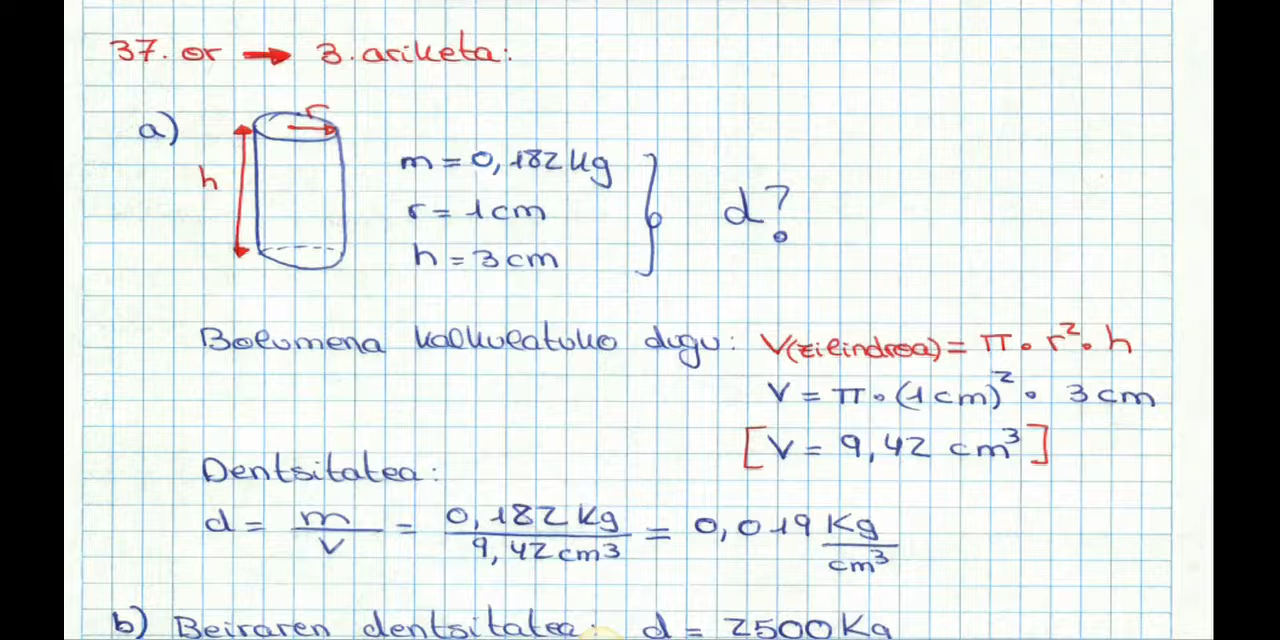 37. or → 3. ariketa:
a)
r
h
m = 0,182 Kg
r = 1 cm
h = 3 cm
d?
Bolumena kalkulatuko dugu: V(zilindroa) = π • r² • h
V = π • (1 cm)² • 3 cm
[V = 9,42 cm³]
Dentsitatea:
d = m/V = 0,182 Kg/9,42 cm³ = 0,019 Kg/cm³
b) Beiraren dentsitatea: d = 2500 Kg